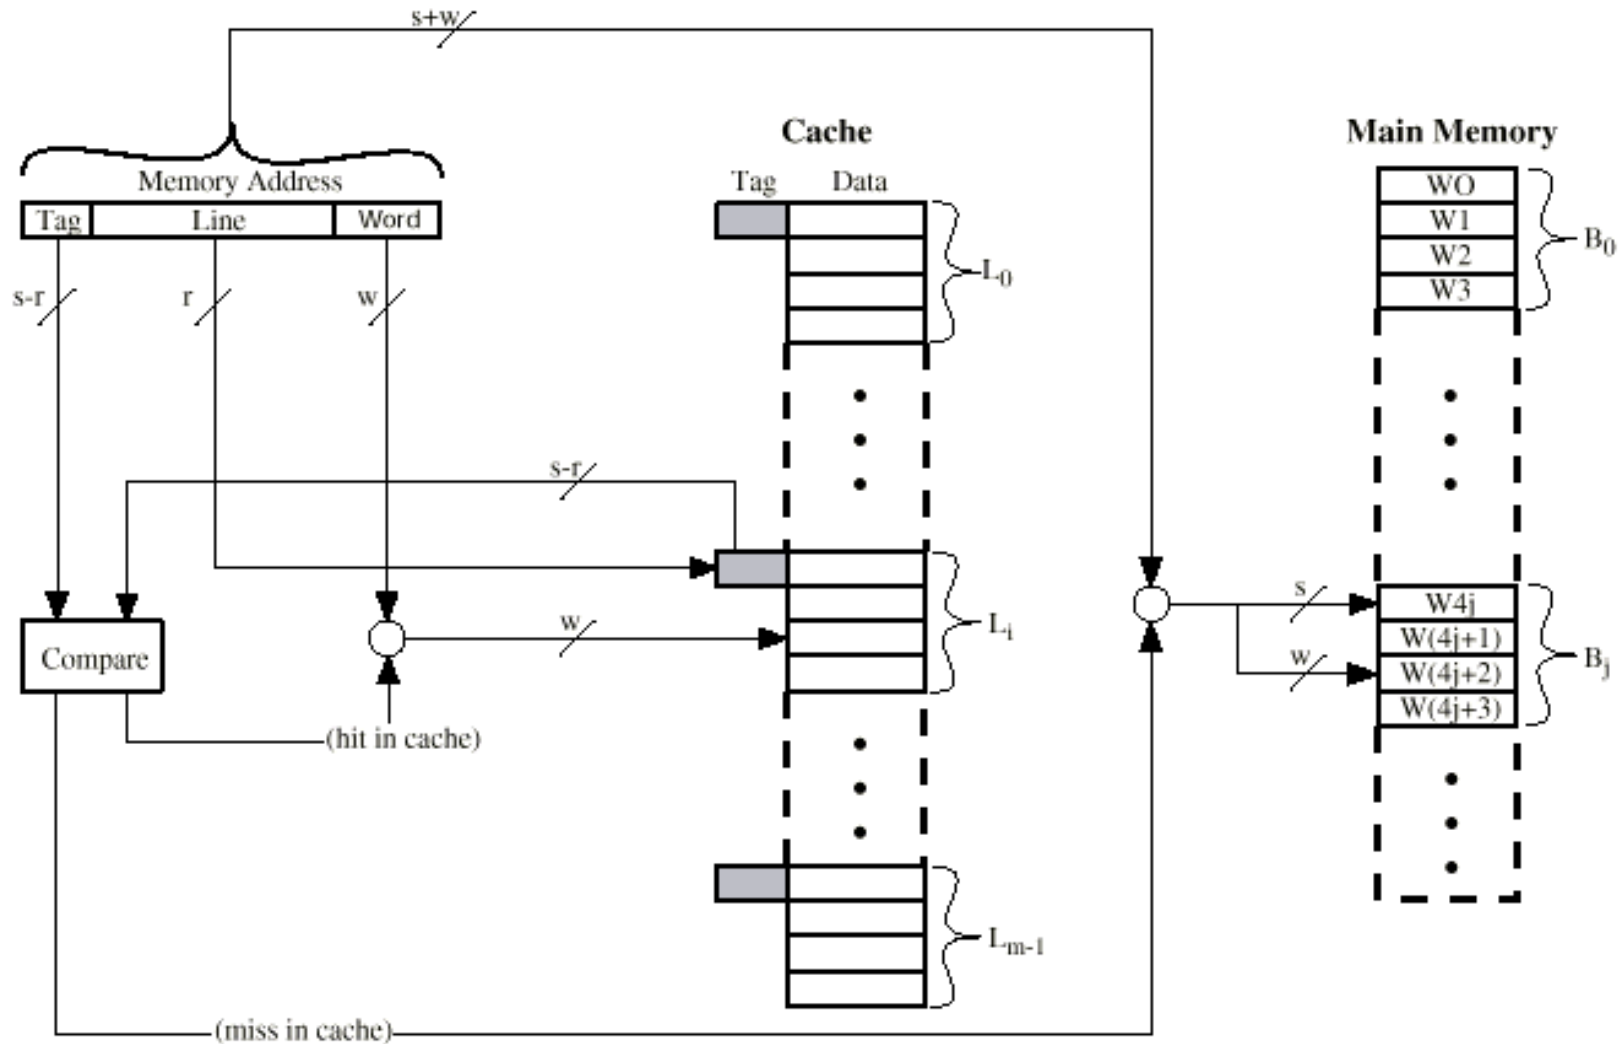 s+w
Cache
Main Memory
Memory Address
Tag Data
Tag Line Word
WO
W1
W2
W3
B0
L0
s-r
r
w
s-r
Compare
w
(hit in cache)
Li
s
w
W4j
W(4j+1)
W(4j+2)
W(4j+3)
Bj
Lm-1
(miss in cache)